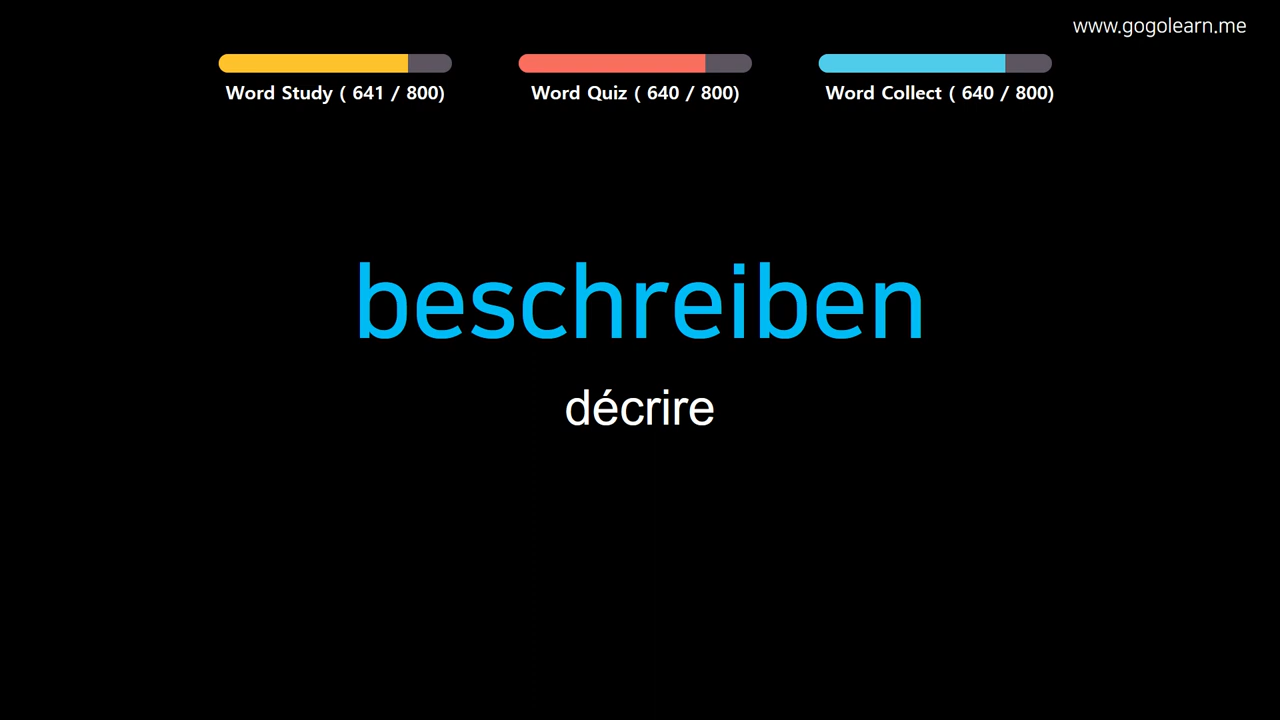 www.gogolearn.me
Word Study ( 641 / 800)
Word Quiz ( 640 / 800)
Word Collect ( 640 / 800)
beschreiben
décrire